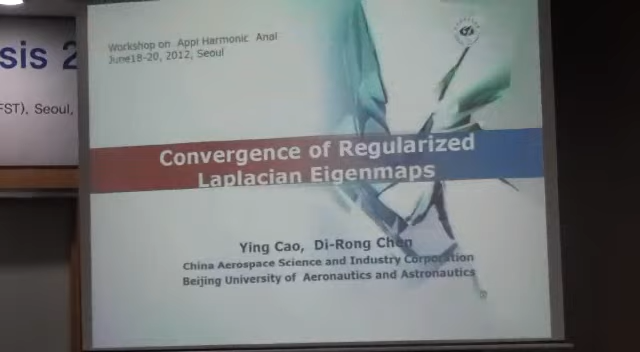 sis 2
FST), Seoul,
Workshop on Appl Harmonic Anal
June18-20, 2012, Seoul
Convergence of Regularized
Laplacian Eigenmaps
Ying Cao, Di-Rong Chen
China Aerospace Science and Industry Corporation
Beijing University of Aeronautics and Astronautics